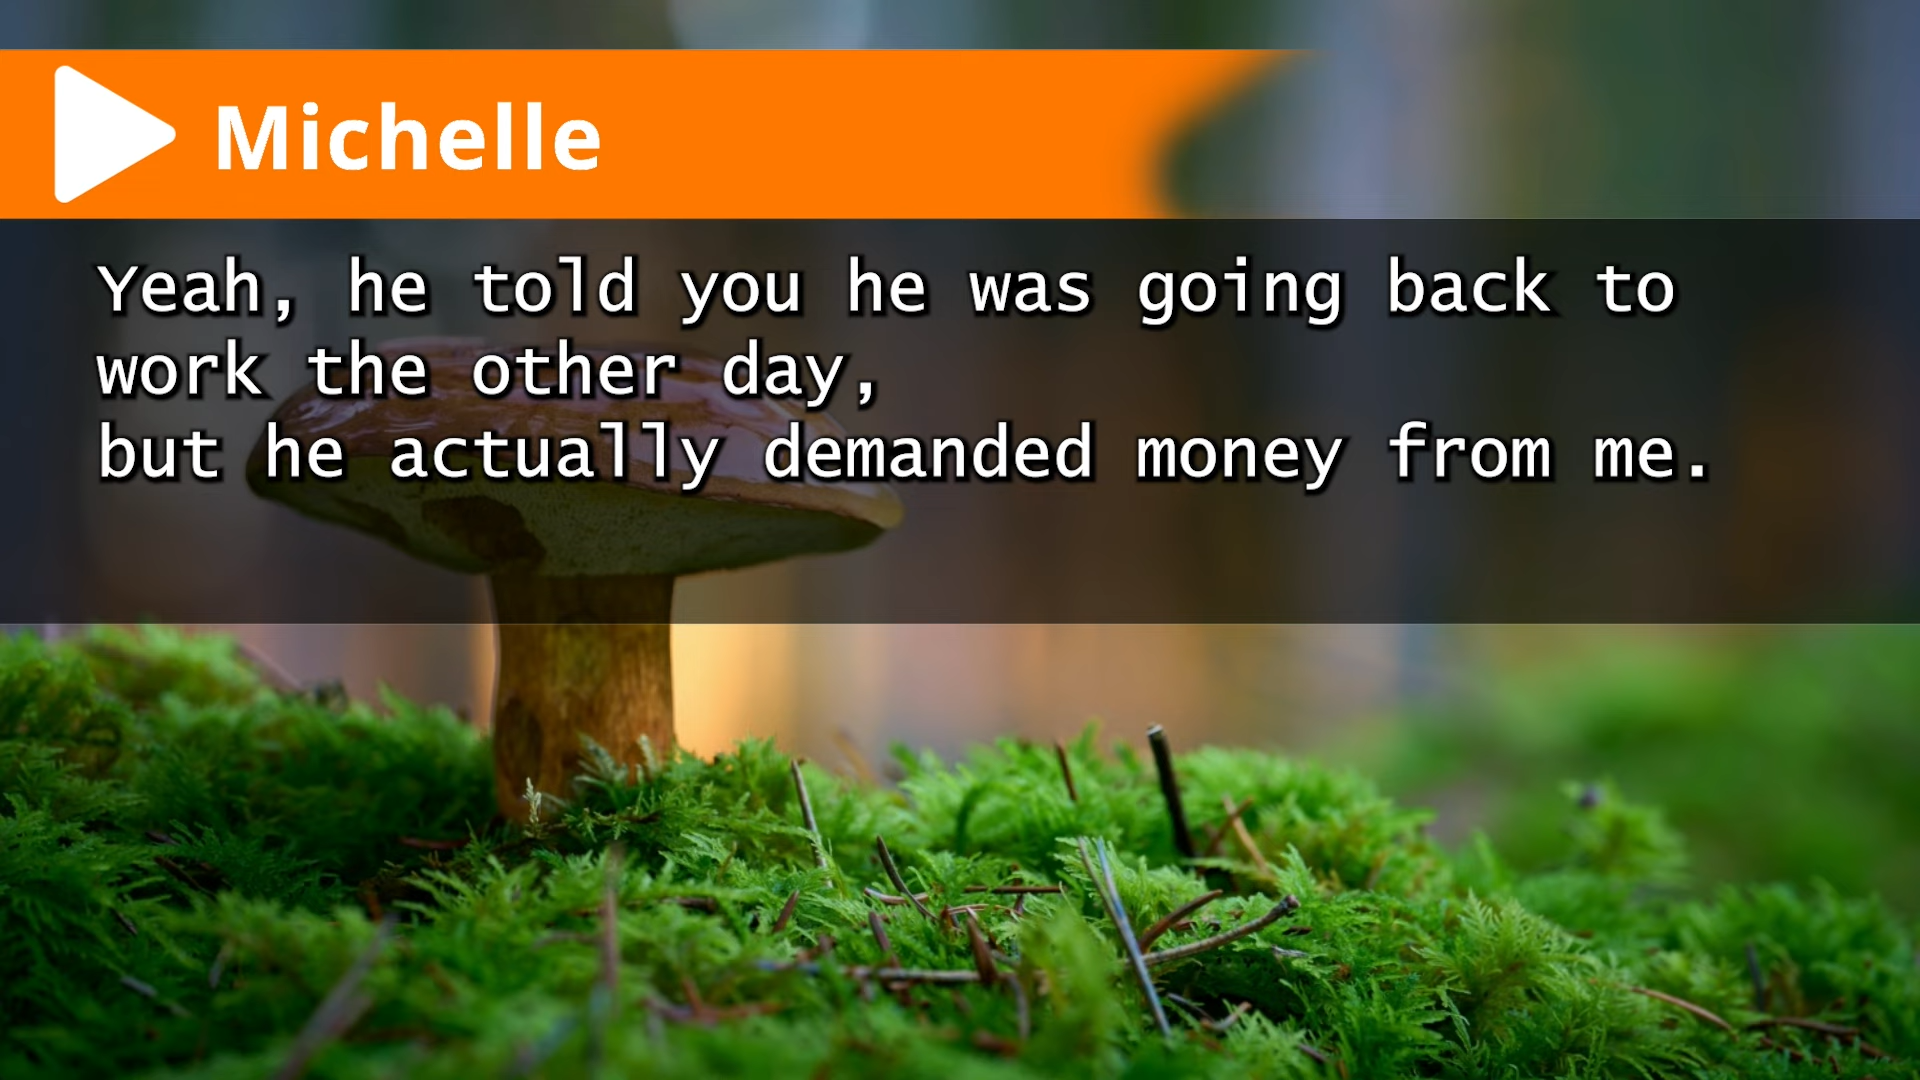 Michelle
Yeah, he told you he was going back to
work the other day,
but he actually demanded money from me.